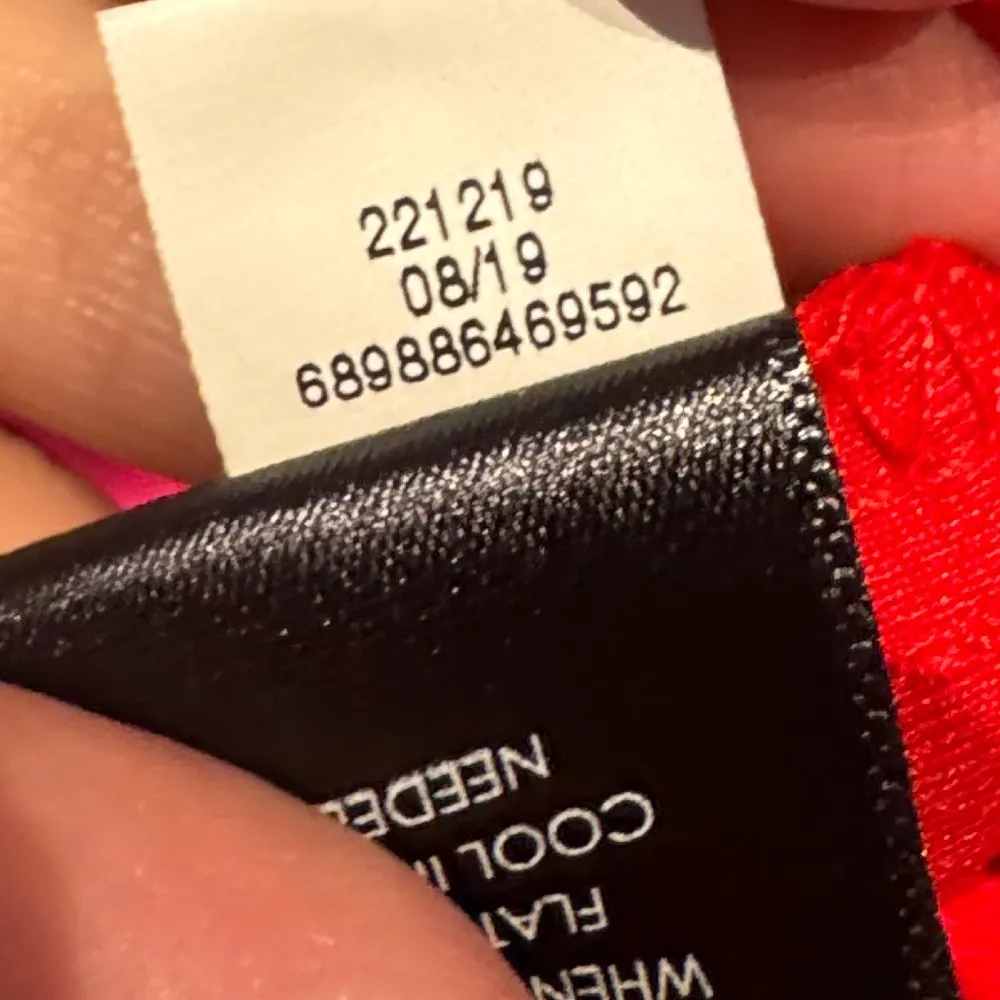 221219
08/19
689886469592
WHEN
FLAT
COOL
NEEDED